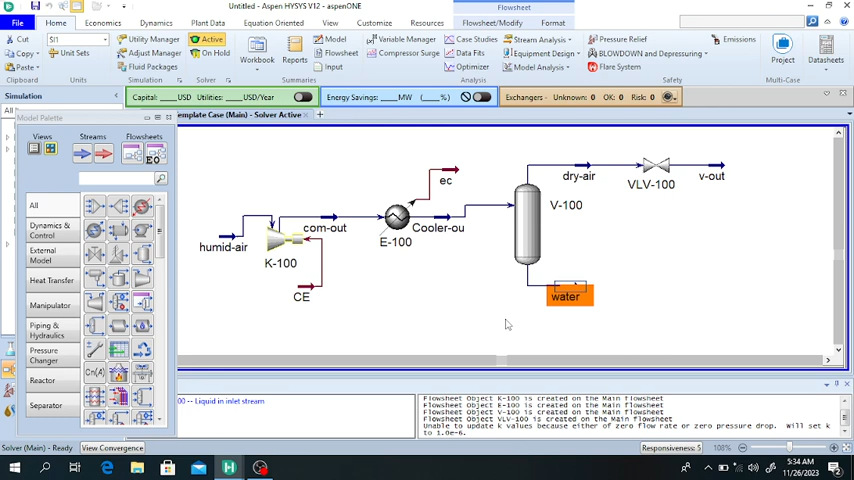 Untitled - Aspen HYSYS V12 - aspenONE
Flowsheet
File
Home
Economics
Dynamics
Plant Data
Equation Oriented
View
Customize
Resources
Flowsheet/Modify
Format
Cut
Copy
Paste
Clipboard
SI1
Unit Sets
Units
Utility Manager
Adjust Manager
Fluid Packages
Simulation
Active
On Hold
Solver
Workbook
Reports
Model
Flowsheet
Input
Summaries
Variable Manager
Compressor Surge
Case Studies
Data Fits
Optimizer
Stream Analysis
Equipment Design
Model Analysis
Analysis
Pressure Relief
BLOWDOWN and Depressuring
Flare System
Safety
Emissions
Project
Datasheets
Multi-Case
Simulation
Capital: ____USD Utilities: ____USD/Year
Energy Savings: ____MW (____%)
Exchangers - Unknown: 0 OK: 0 Risk: 0
All
Model Palette
Views
Streams
Flowsheets
EO
emplate Case (Main) - Solver Active
All
Dynamics & Control
External Model
Heat Transfer
Manipulator
Piping & Hydraulics
Pressure Changer
Reactor
Separator
Cn(A)
humid-air
K-100
CE
com-out
E-100
ec
Cooler-ou
V-100
dry-air
VLV-100
v-out
water
00 -- Liquid in inlet stream
Flowsheet Object K-100 is created on the Main flowsheet
Flowsheet Object E-100 is created on the Main flowsheet
Flowsheet Object V-100 is created on the Main flowsheet
Flowsheet Object VLV-100 is created on the Main flowsheet
Unable to update k values because either of zero flow rate or zero pressure drop. Will set k
to 1.0e-6.
Solver (Main) - Ready
View Convergence
Responsiveness: 5
108%
5:34 AM
11/26/2023
2